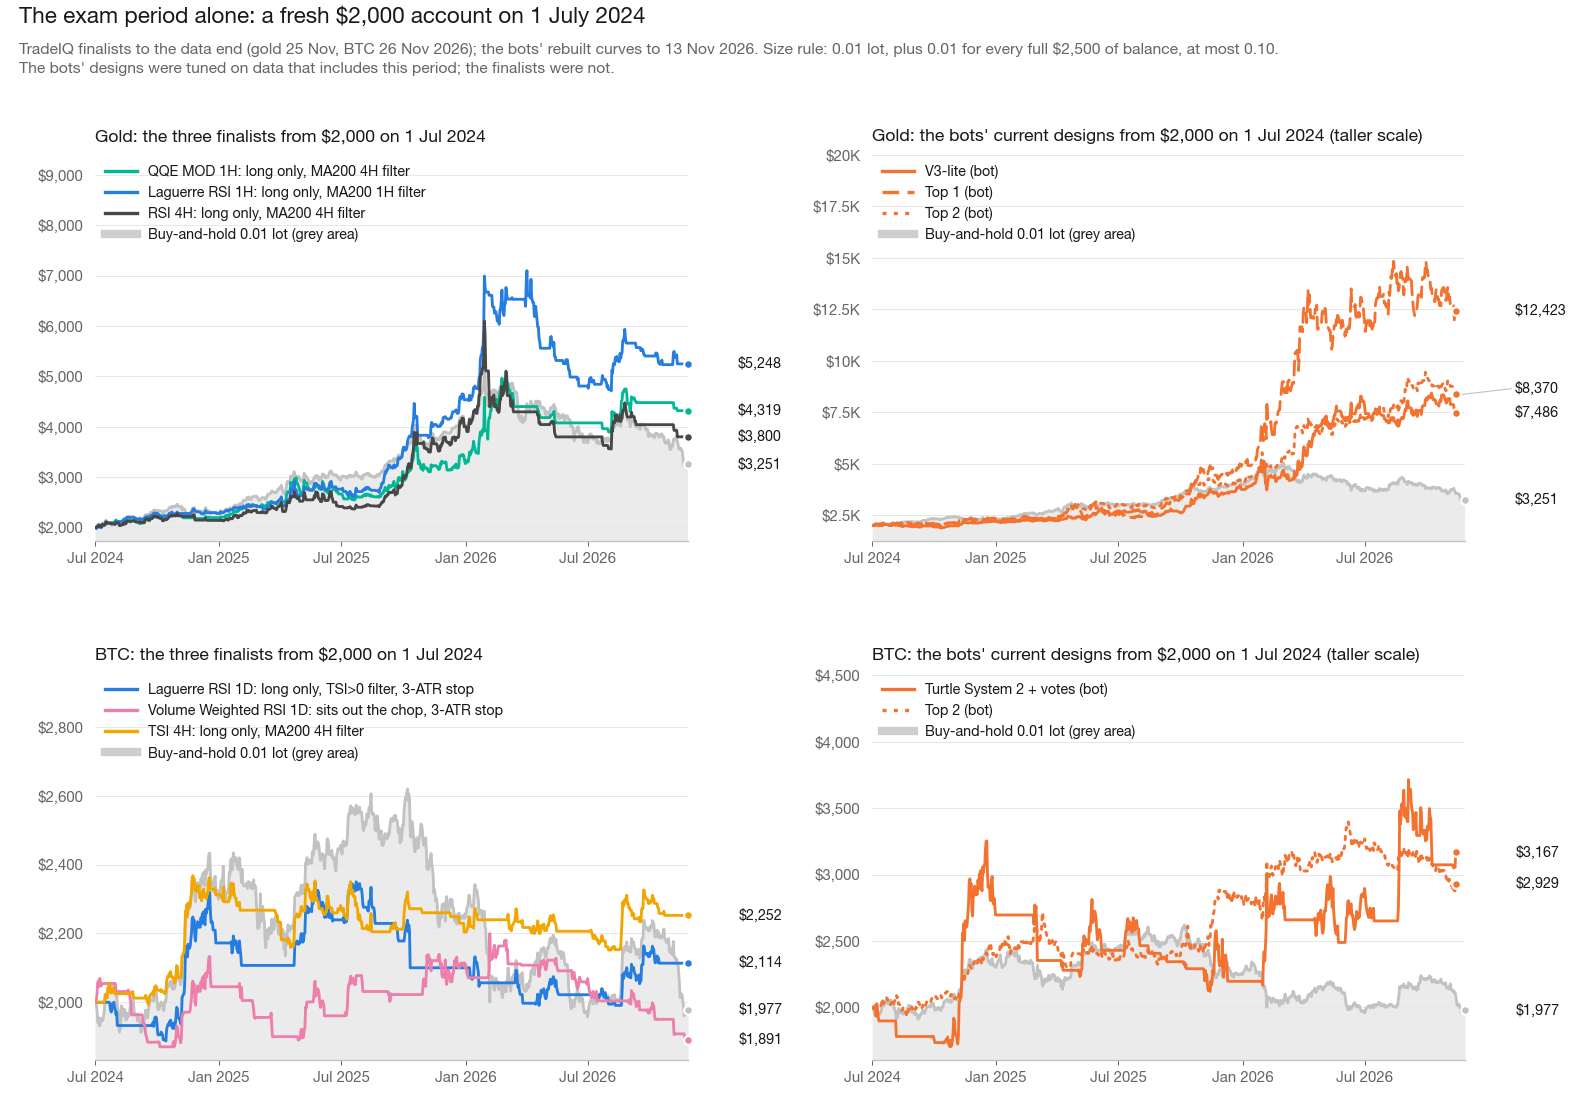 The exam period alone: a fresh $2,000 account on 1 July 2024
TradeIQ finalists to the data end (gold 25 Nov, BTC 26 Nov 2026); the bots' rebuilt curves to 13 Nov 2026. Size rule: 0.01 lot, plus 0.01 for every full $2,500 of balance, at most 0.10.
The bots' designs were tuned on data that includes this period; the finalists were not.
Gold: the three finalists from $2,000 on 1 Jul 2024
QQE MOD 1H: long only, MA200 4H filter
Laguerre RSI 1H: long only, MA200 1H filter
RSI 4H: long only, MA200 4H filter
Buy-and-hold 0.01 lot (grey area)
$9,000
$8,000
$7,000
$6,000
$5,000
$4,000
$3,000
$2,000
$5,248
$4,319
$3,800
$3,251
Jul 2024
Jan 2025
Jul 2025
Jan 2026
Jul 2026
Gold: the bots' current designs from $2,000 on 1 Jul 2024 (taller scale)
V3-lite (bot)
Top 1 (bot)
Top 2 (bot)
Buy-and-hold 0.01 lot (grey area)
$20K
$17.5K
$15K
$12.5K
$10K
$7.5K
$5K
$2.5K
$12,423
$8,370
$7,486
$3,251
Jul 2024
Jan 2025
Jul 2025
Jan 2026
Jul 2026
BTC: the three finalists from $2,000 on 1 Jul 2024
Laguerre RSI 1D: long only, TSI>0 filter, 3-ATR stop
Volume Weighted RSI 1D: sits out the chop, 3-ATR stop
TSI 4H: long only, MA200 4H filter
Buy-and-hold 0.01 lot (grey area)
$2,800
$2,600
$2,400
$2,200
$2,000
$2,252
$2,114
$1,977
$1,891
Jul 2024
Jan 2025
Jul 2025
Jan 2026
Jul 2026
BTC: the bots' current designs from $2,000 on 1 Jul 2024 (taller scale)
Turtle System 2 + votes (bot)
Top 2 (bot)
Buy-and-hold 0.01 lot (grey area)
$4,500
$4,000
$3,500
$3,000
$2,500
$2,000
$3,167
$2,929
$1,977
Jul 2024
Jan 2025
Jul 2025
Jan 2026
Jul 2026